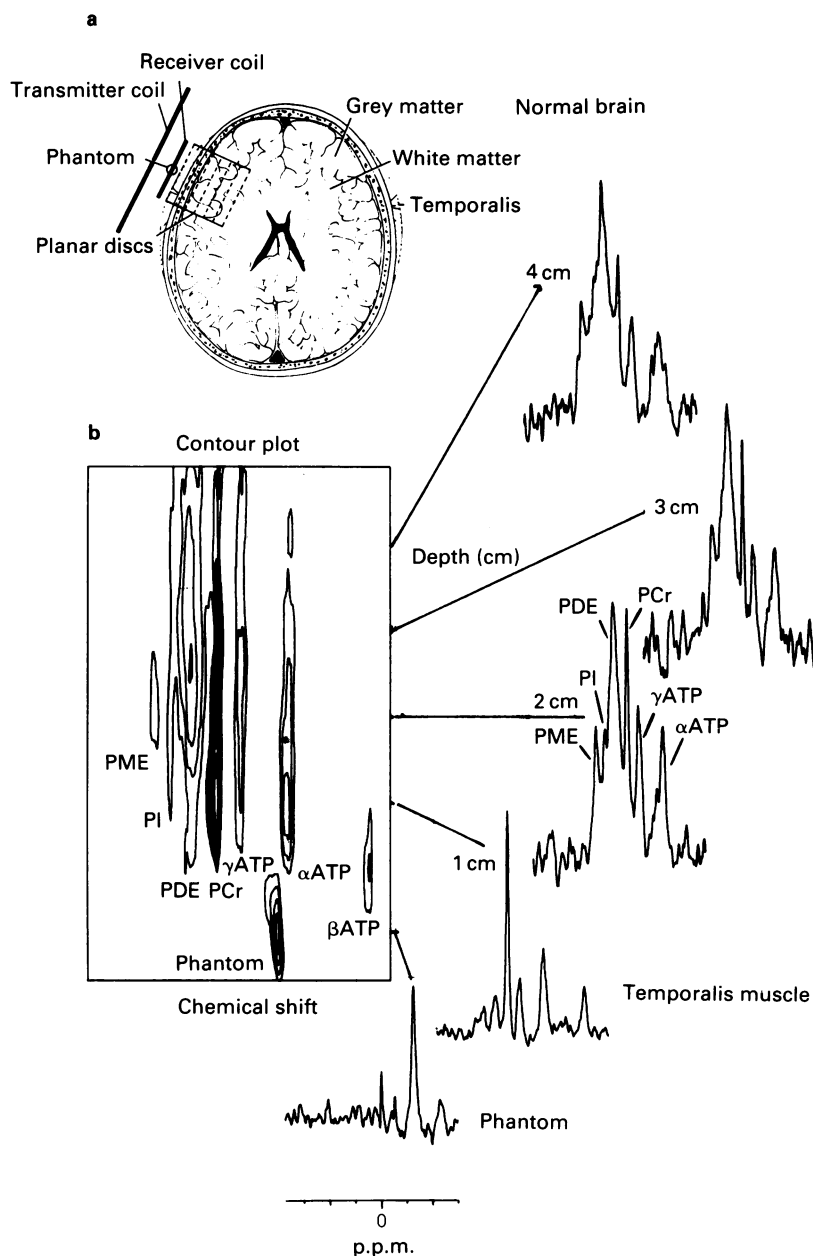 a
Receiver coil
Transmitter coil
Grey matter
Normal brain
Phantom
White matter
Temporalis
Planar discs
4 cm
b
Contour plot
3 cm
Depth (cm)
PDE
PCr
PI
2 cm
γATP
PME
αATP
PME
PI
1 cm
γATP
αATP
PDE PCr
βATP
Phantom
Temporalis muscle
Chemical shift
Phantom
0
p.p.m.